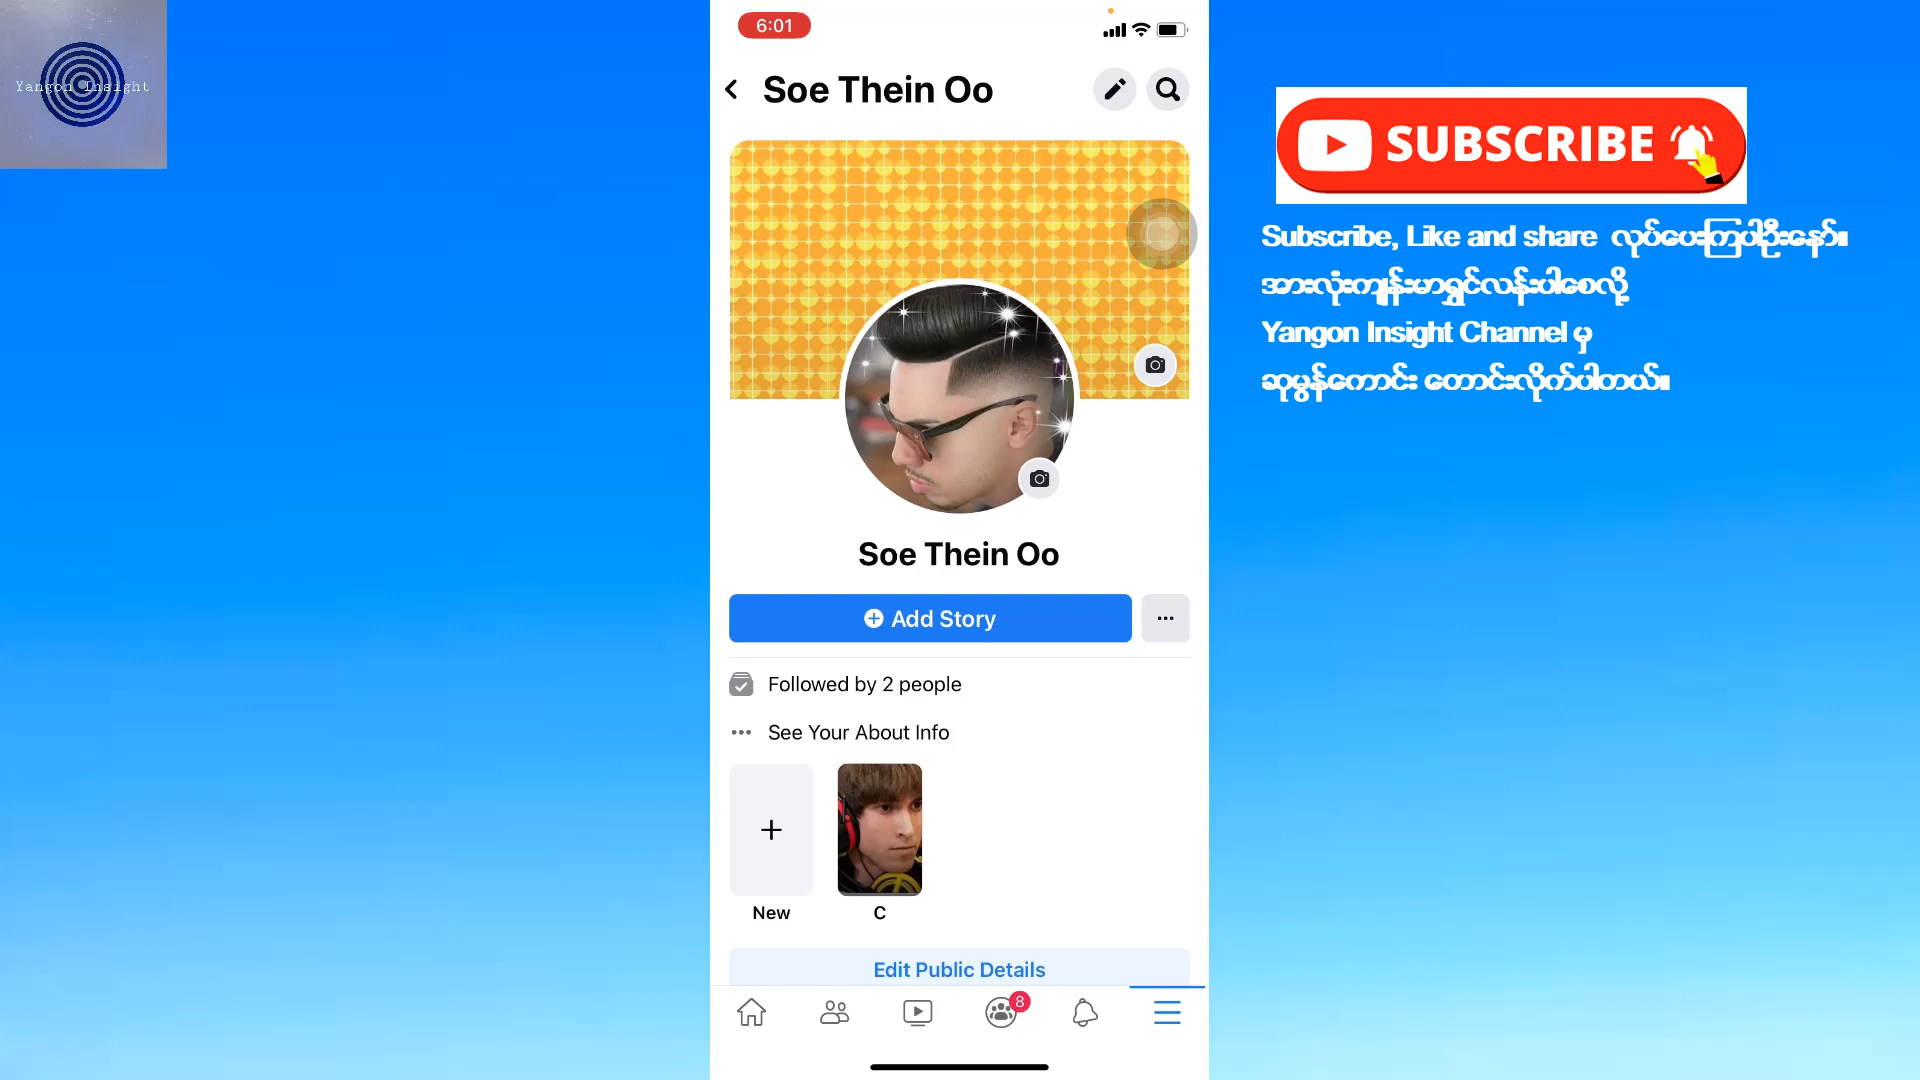 Yangon Insight
6:01
Soe Thein Oo
SUBSCRIBE
Subscribe, Like and share လုပ်ပေးကြပါဦးနော်။
အားလုံးကျန်းမာရွှင်လန်းပါစေလို့
Yangon Insight Channel မှ
ဆုမွန်ကောင်း တောင်းလိုက်ပါတယ်။
Soe Thein Oo
Add Story
Followed by 2 people
See Your About Info
New
C
Edit Public Details
8